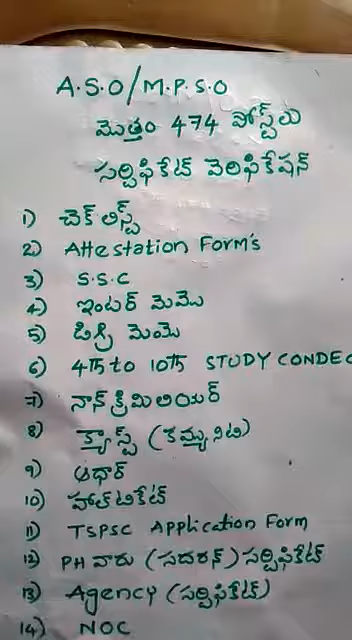 A.S.O/M.P.S.O
మొత్తం 474 పోస్ట్‌లు
సర్టిఫికేట్ వెరిఫికేషన్
1) చెక్ లిస్ట్
2) Attestation Form's
3) S.S.C
4) ఇంటర్ మెమొ
5) డిగ్రీ మెమొ
6) 4th to 10th STUDY CONDEC
7) నాన్ క్రిమిలియర్
8) క్యాస్ట్ (కమ్యునిటి)
9) ఆధార్
10) హాల్ టికేట్
11) TSPSC Application Form
12) PH వారు (సదరన్) సర్టిఫికేట్
13) Agency (సర్టిఫికేట్)
14) NOC